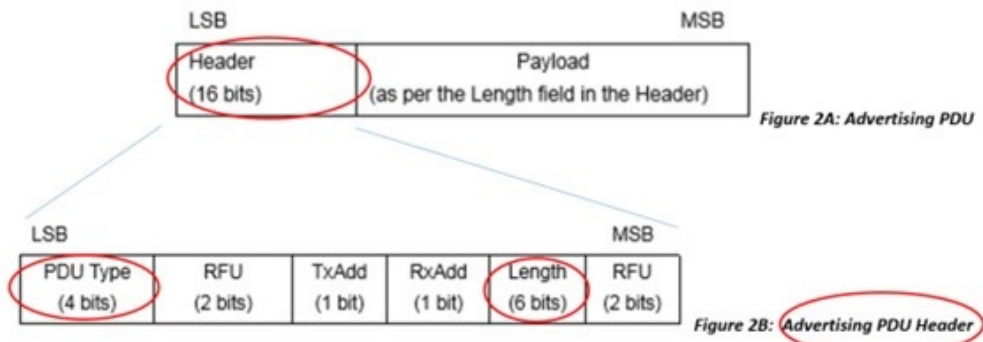 LSB MSB
Header Payload
(16 bits) (as per the Length field in the Header)
Figure 2A: Advertising PDU
LSB MSB
PDU Type RFU TxAdd RxAdd Length RFU
(4 bits) (2 bits) (1 bit) (1 bit) (6 bits) (2 bits)
Figure 2B: Advertising PDU Header